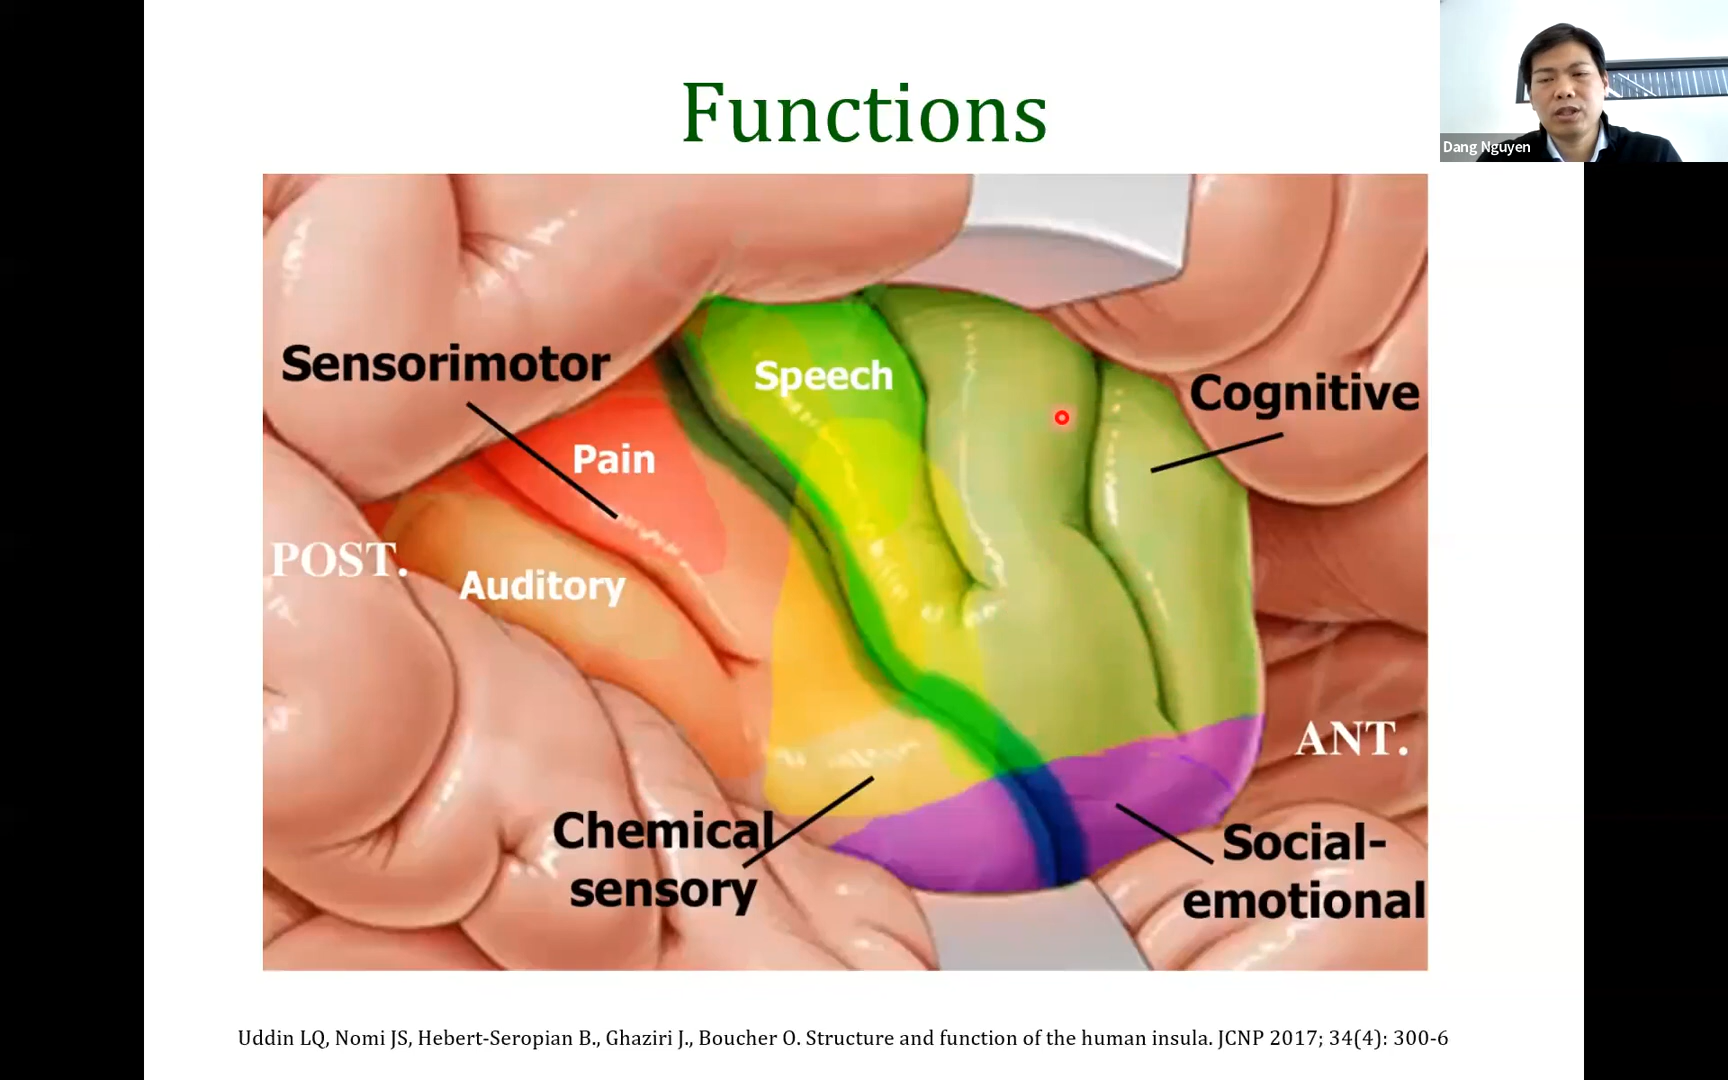 Functions
Dang Nguyen
Sensorimotor
Speech
Cognitive
Pain
POST.
Auditory
ANT.
Chemical
sensory
Social-
emotional
Uddin LQ, Nomi JS, Hebert-Seropian B., Ghaziri J., Boucher O. Structure and function of the human insula. JCNP 2017; 34(4): 300-6